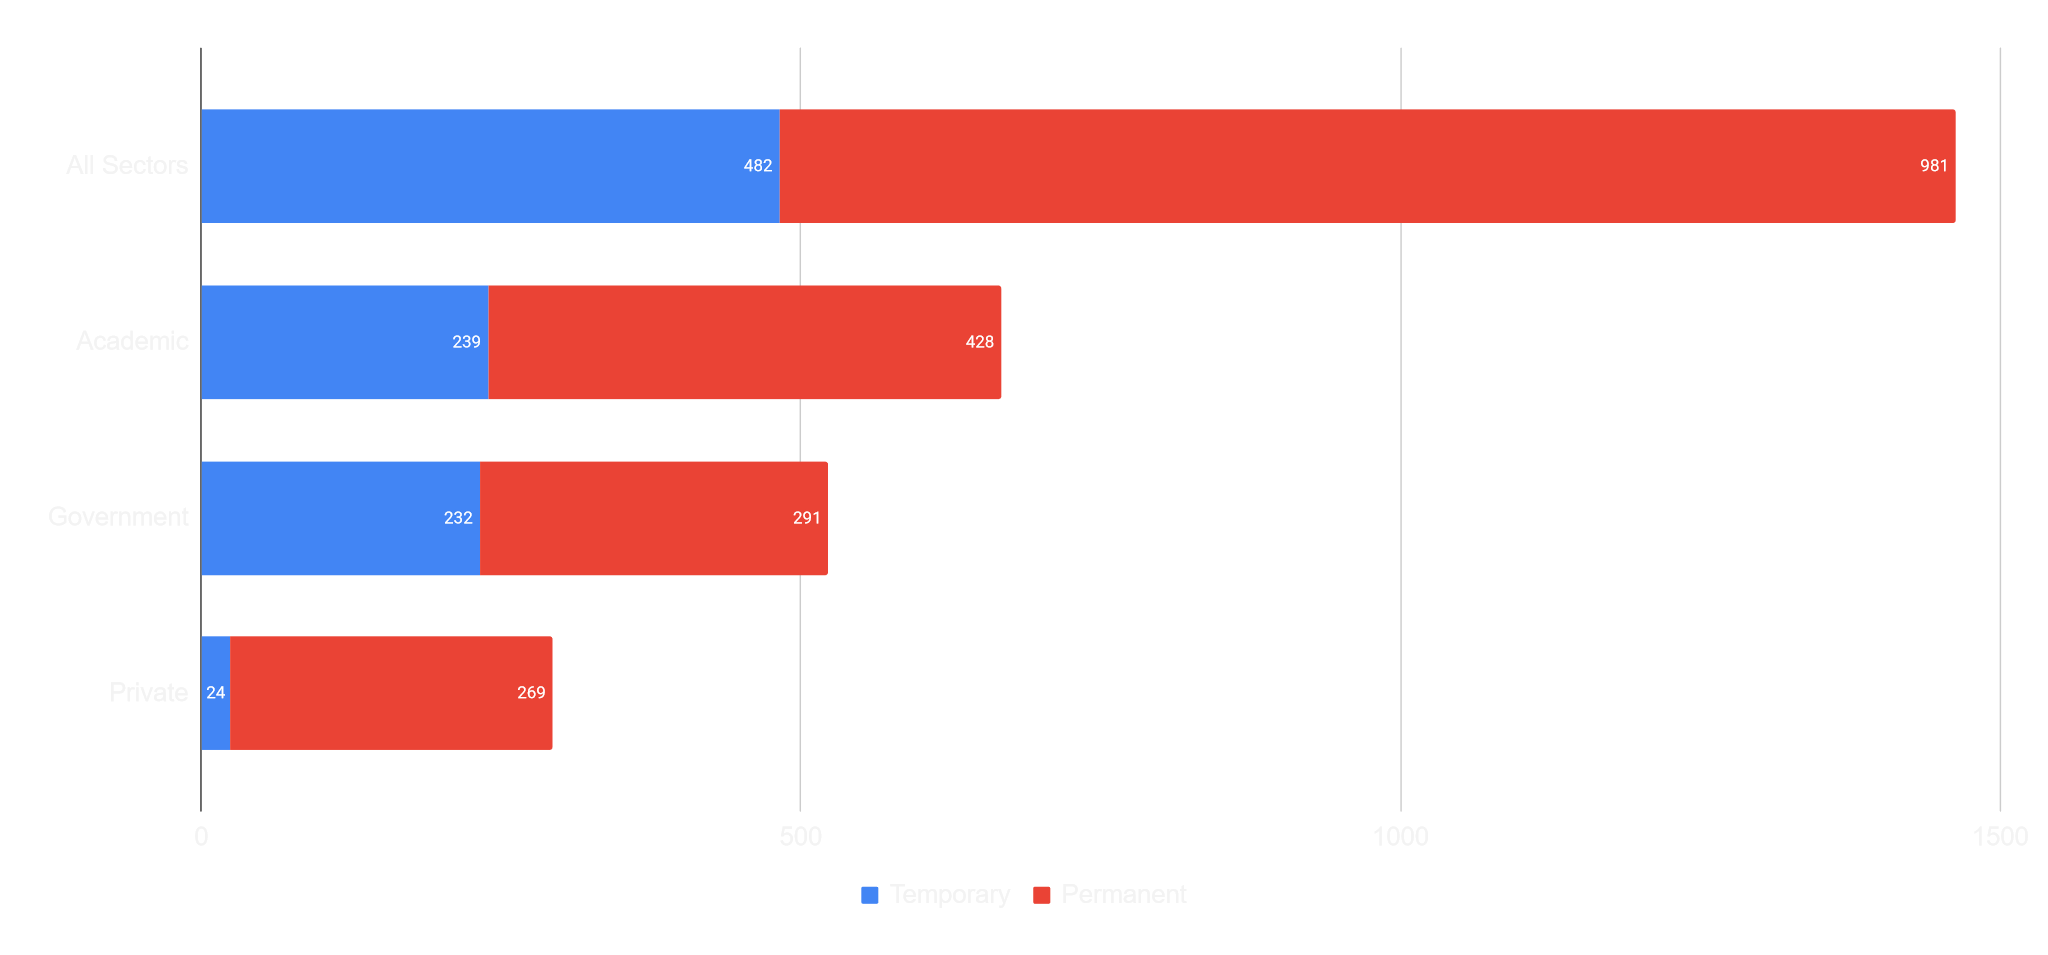 All Sectors 482 981
Academic 239 428
Government 232 291
Private 24 269
0 500 1000 1500
Temporary Permanent